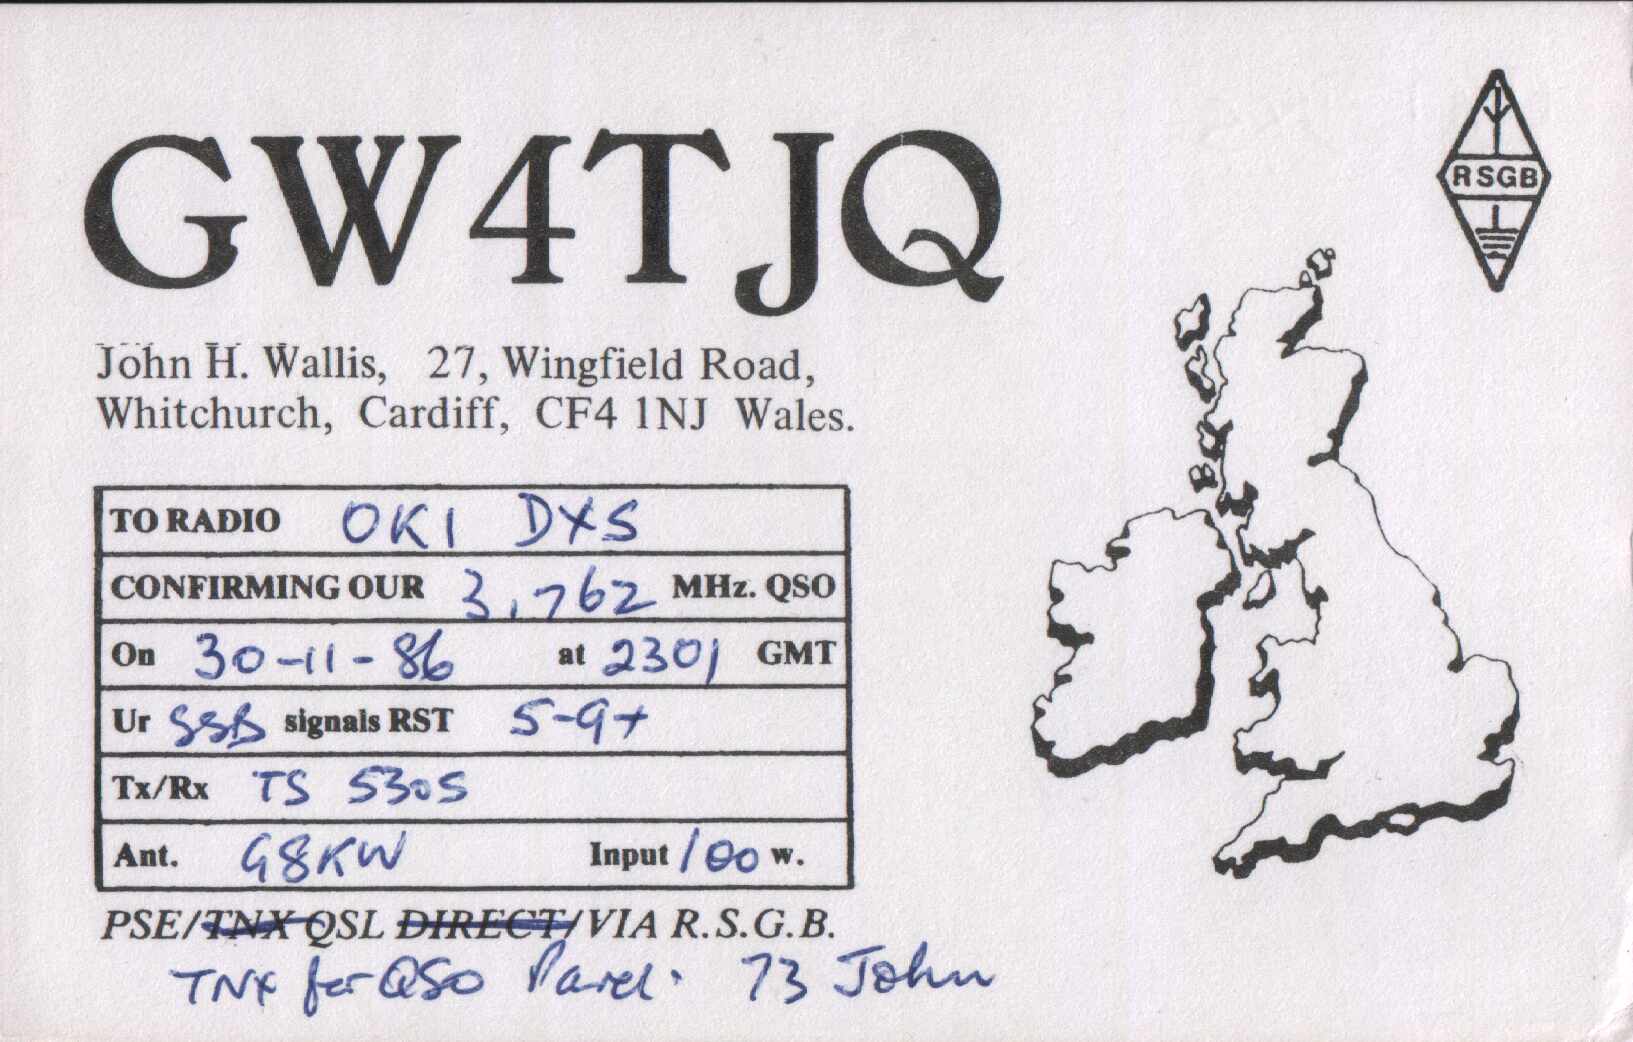 GW4TJQ
RSGB
John H. Wallis, 27, Wingfield Road,
Whitchurch, Cardiff, CF4 1NJ Wales.
TO RADIO OK1 DXS
CONFIRMING OUR 3,762 MHz. QSO
On 30-11-86 at 2301 GMT
Ur SSB signals RST 5-9+
Tx/Rx TS 530S
Ant. G8KW Input 100 w.
PSE/TNX QSL DIRECT/VIA R.S.G.B.
TNX for QSO Pavel. 73 John